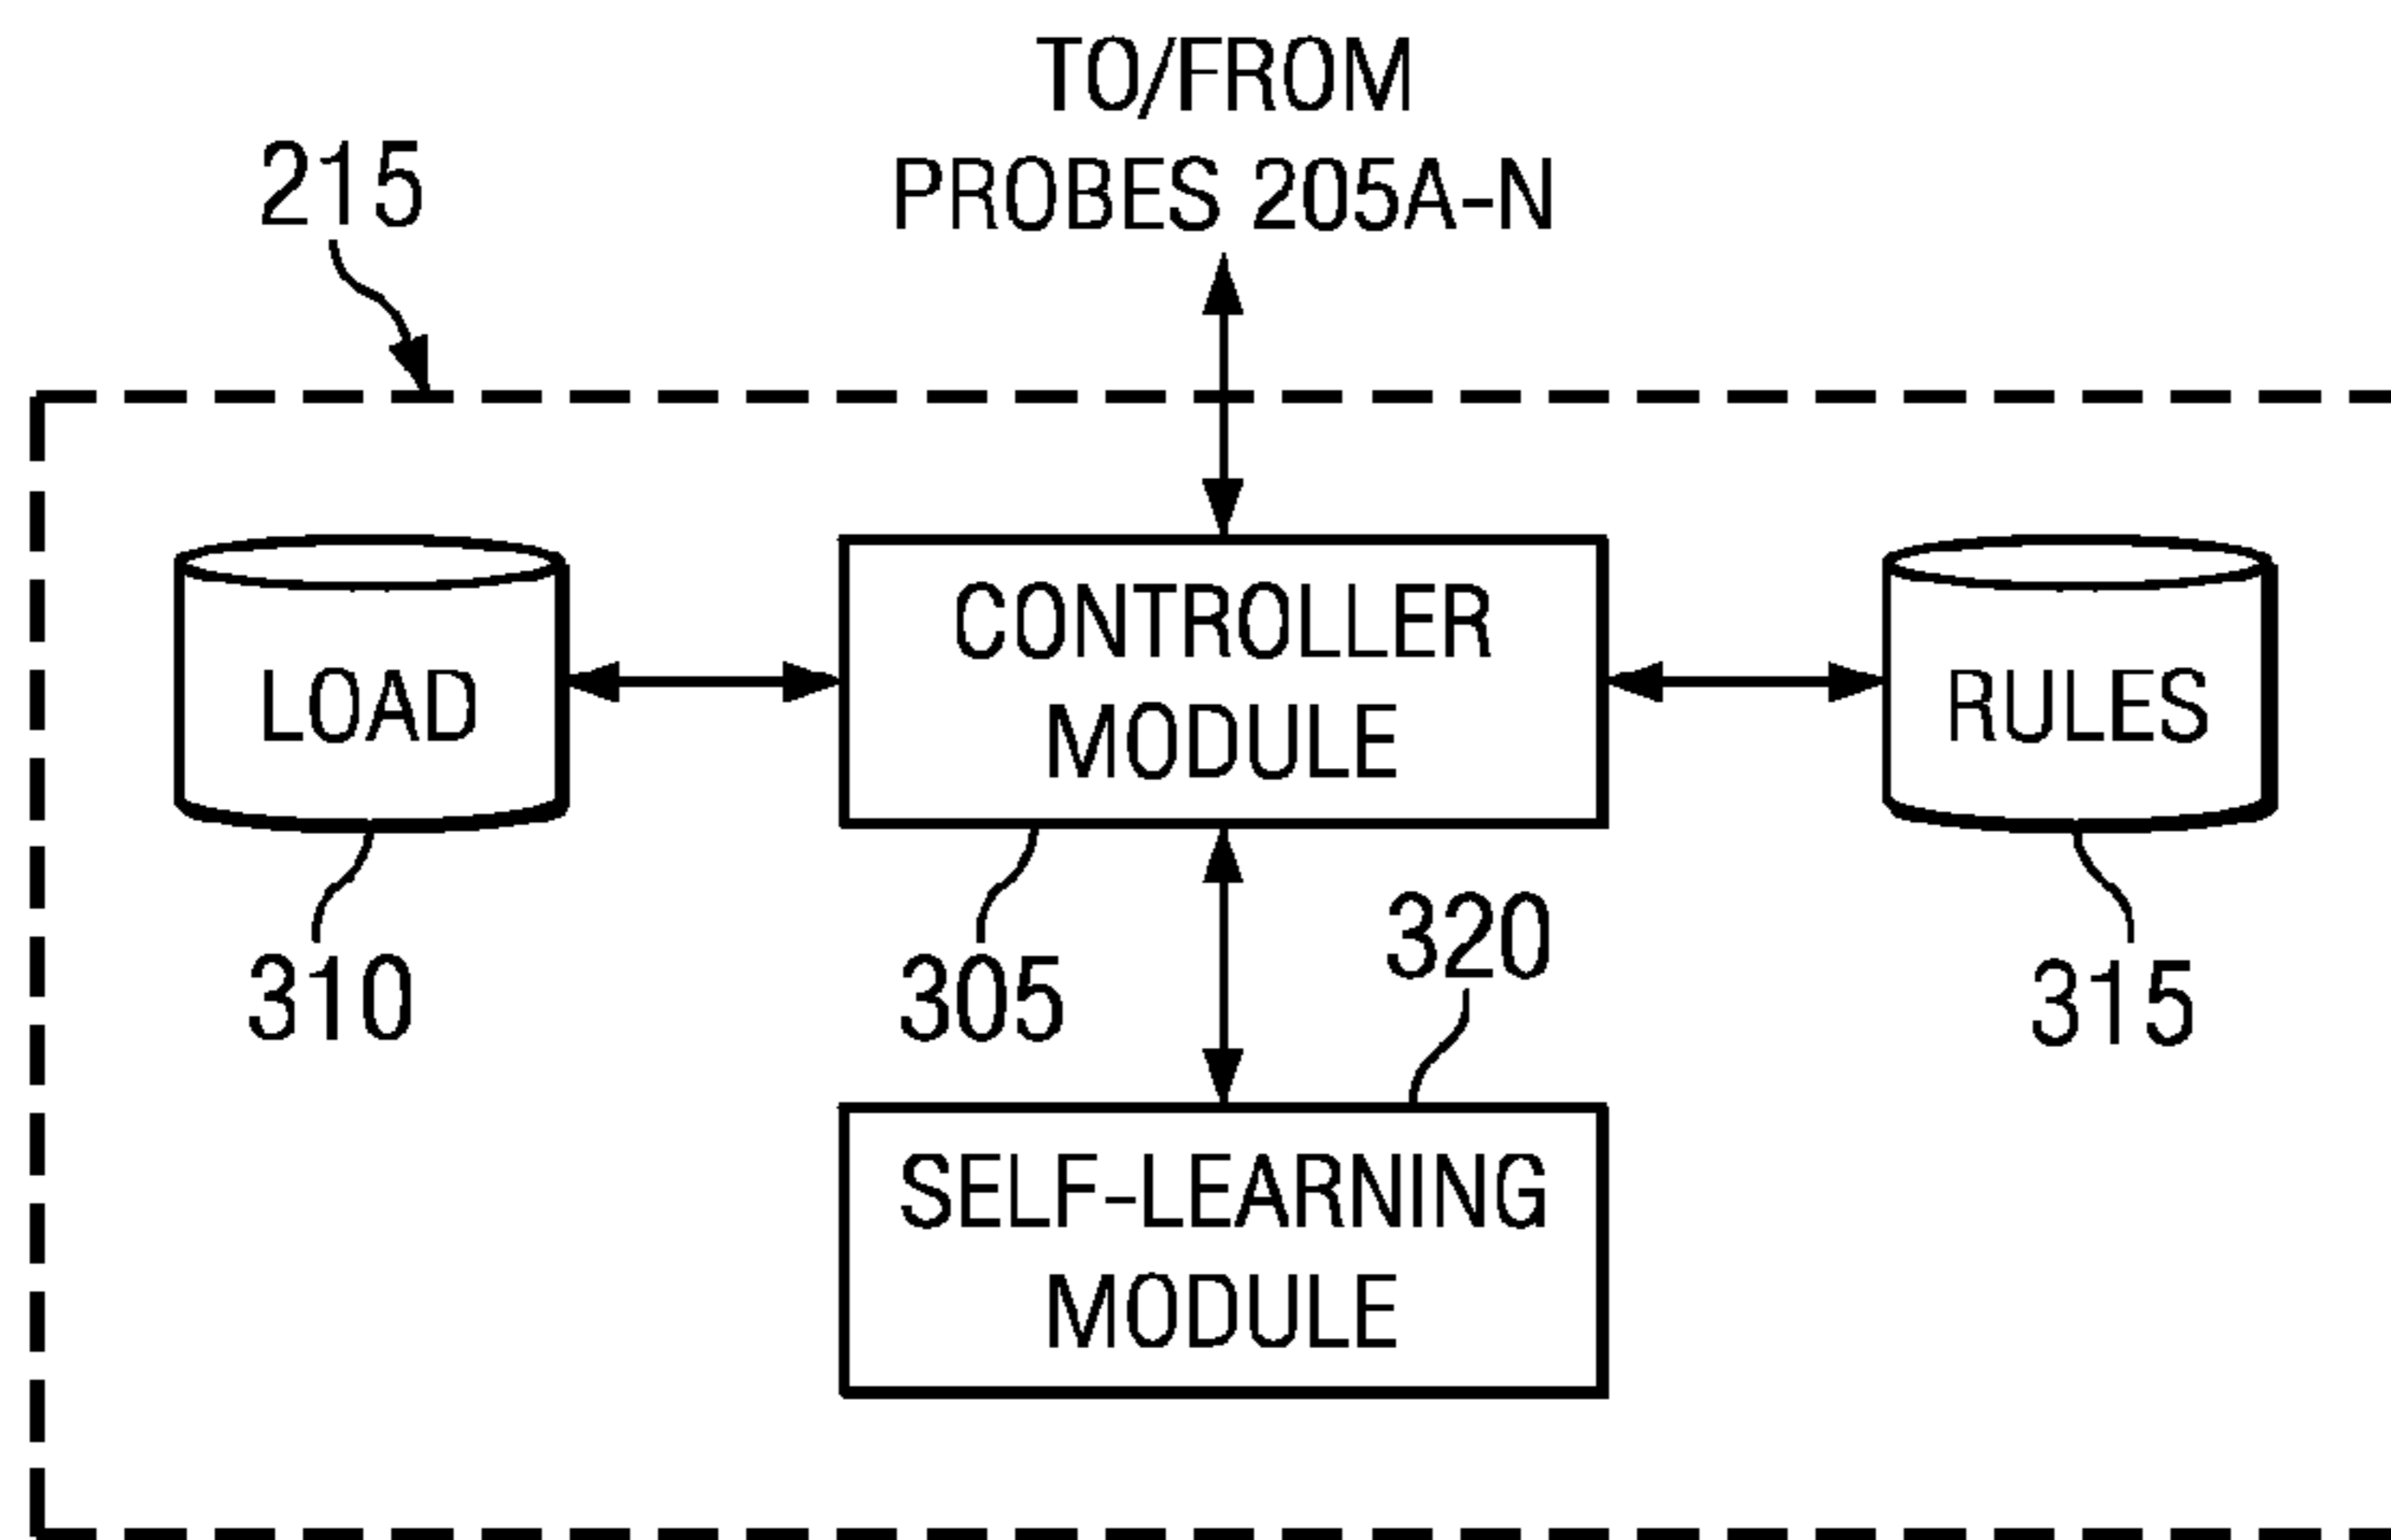 TO/FROM
PROBES 205A-N
215
LOAD
CONTROLLER
MODULE
RULES
310
305
320
315
SELF-LEARNING
MODULE